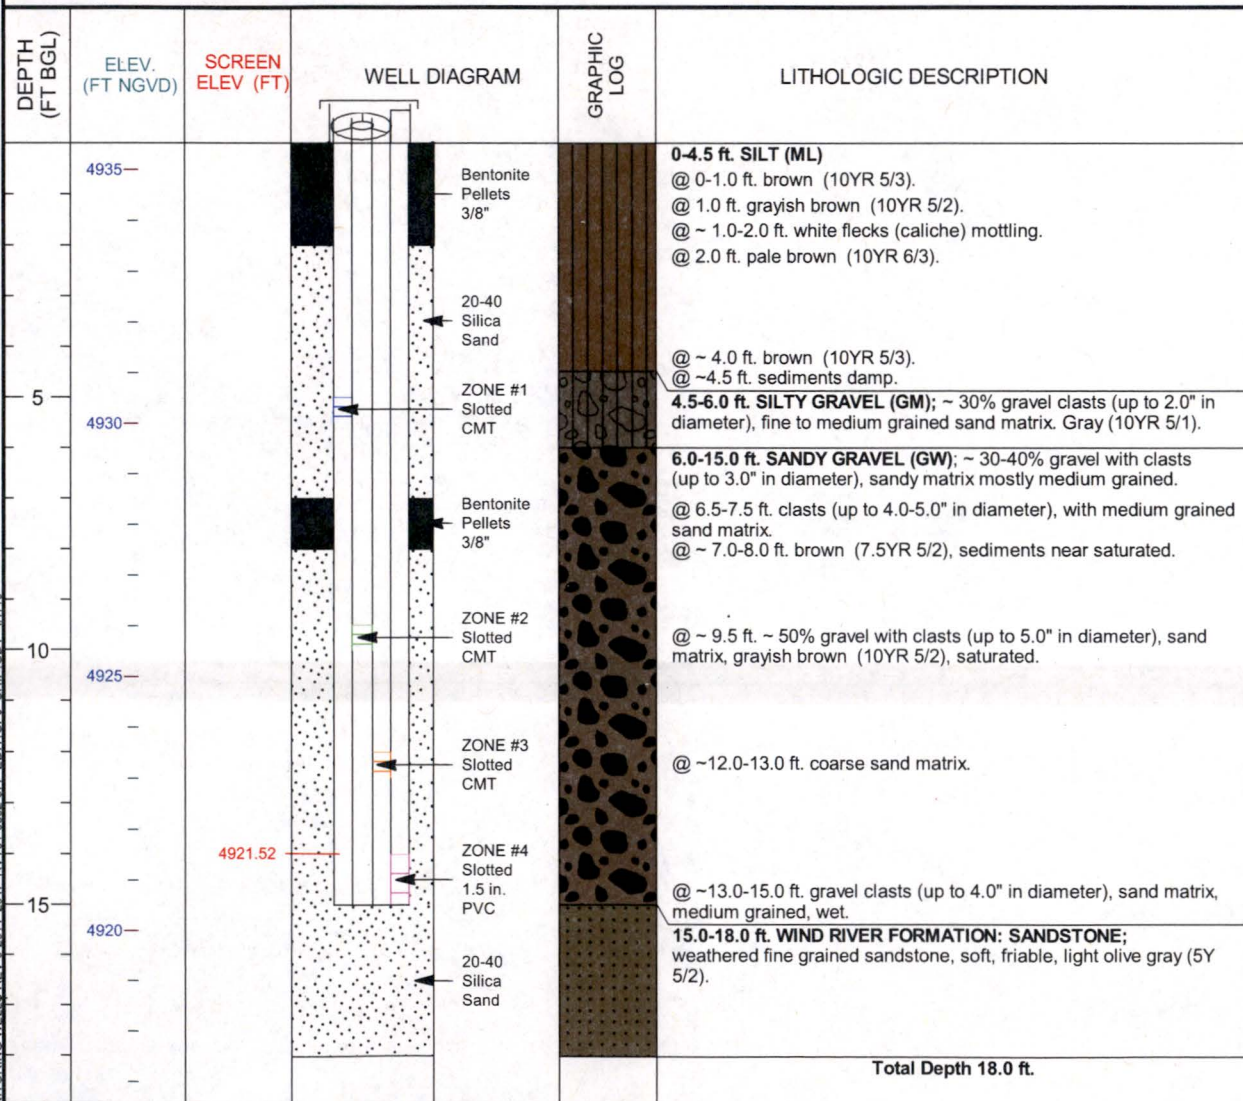 DEPTH
(FT BGL)
ELEV.
(FT NGVD)
SCREEN
ELEV (FT)
WELL DIAGRAM
GRAPHIC
LOG
LITHOLOGIC DESCRIPTION
4935
Bentonite
Pellets
3/8"
0-4.5 ft. SILT (ML)
@ 0-1.0 ft. brown (10YR 5/3).
@ 1.0 ft. grayish brown (10YR 5/2).
@ ~ 1.0-2.0 ft. white flecks (caliche) mottling.
@ 2.0 ft. pale brown (10YR 6/3).
20-40
Silica
Sand
@ ~ 4.0 ft. brown (10YR 5/3).
@ ~4.5 ft. sediments damp.
5
4930
ZONE #1
Slotted
CMT
4.5-6.0 ft. SILTY GRAVEL (GM); ~ 30% gravel clasts (up to 2.0" in
diameter), fine to medium grained sand matrix. Gray (10YR 5/1).
6.0-15.0 ft. SANDY GRAVEL (GW); ~ 30-40% gravel with clasts
(up to 3.0" in diameter), sandy matrix mostly medium grained.
Bentonite
Pellets
3/8"
@ 6.5-7.5 ft. clasts (up to 4.0-5.0" in diameter), with medium grained
sand matrix.
@ ~ 7.0-8.0 ft. brown (7.5YR 5/2), sediments near saturated.
ZONE #2
Slotted
CMT
@ ~ 9.5 ft. ~ 50% gravel with clasts (up to 5.0" in diameter), sand
matrix, grayish brown (10YR 5/2), saturated.
10
4925
ZONE #3
Slotted
CMT
@ ~12.0-13.0 ft. coarse sand matrix.
4921.52
ZONE #4
Slotted
1.5 in.
PVC
@ ~13.0-15.0 ft. gravel clasts (up to 4.0" in diameter), sand matrix,
medium grained, wet.
15
4920
15.0-18.0 ft. WIND RIVER FORMATION: SANDSTONE;
weathered fine grained sandstone, soft, friable, light olive gray (5Y
5/2).
20-40
Silica
Sand
Total Depth 18.0 ft.